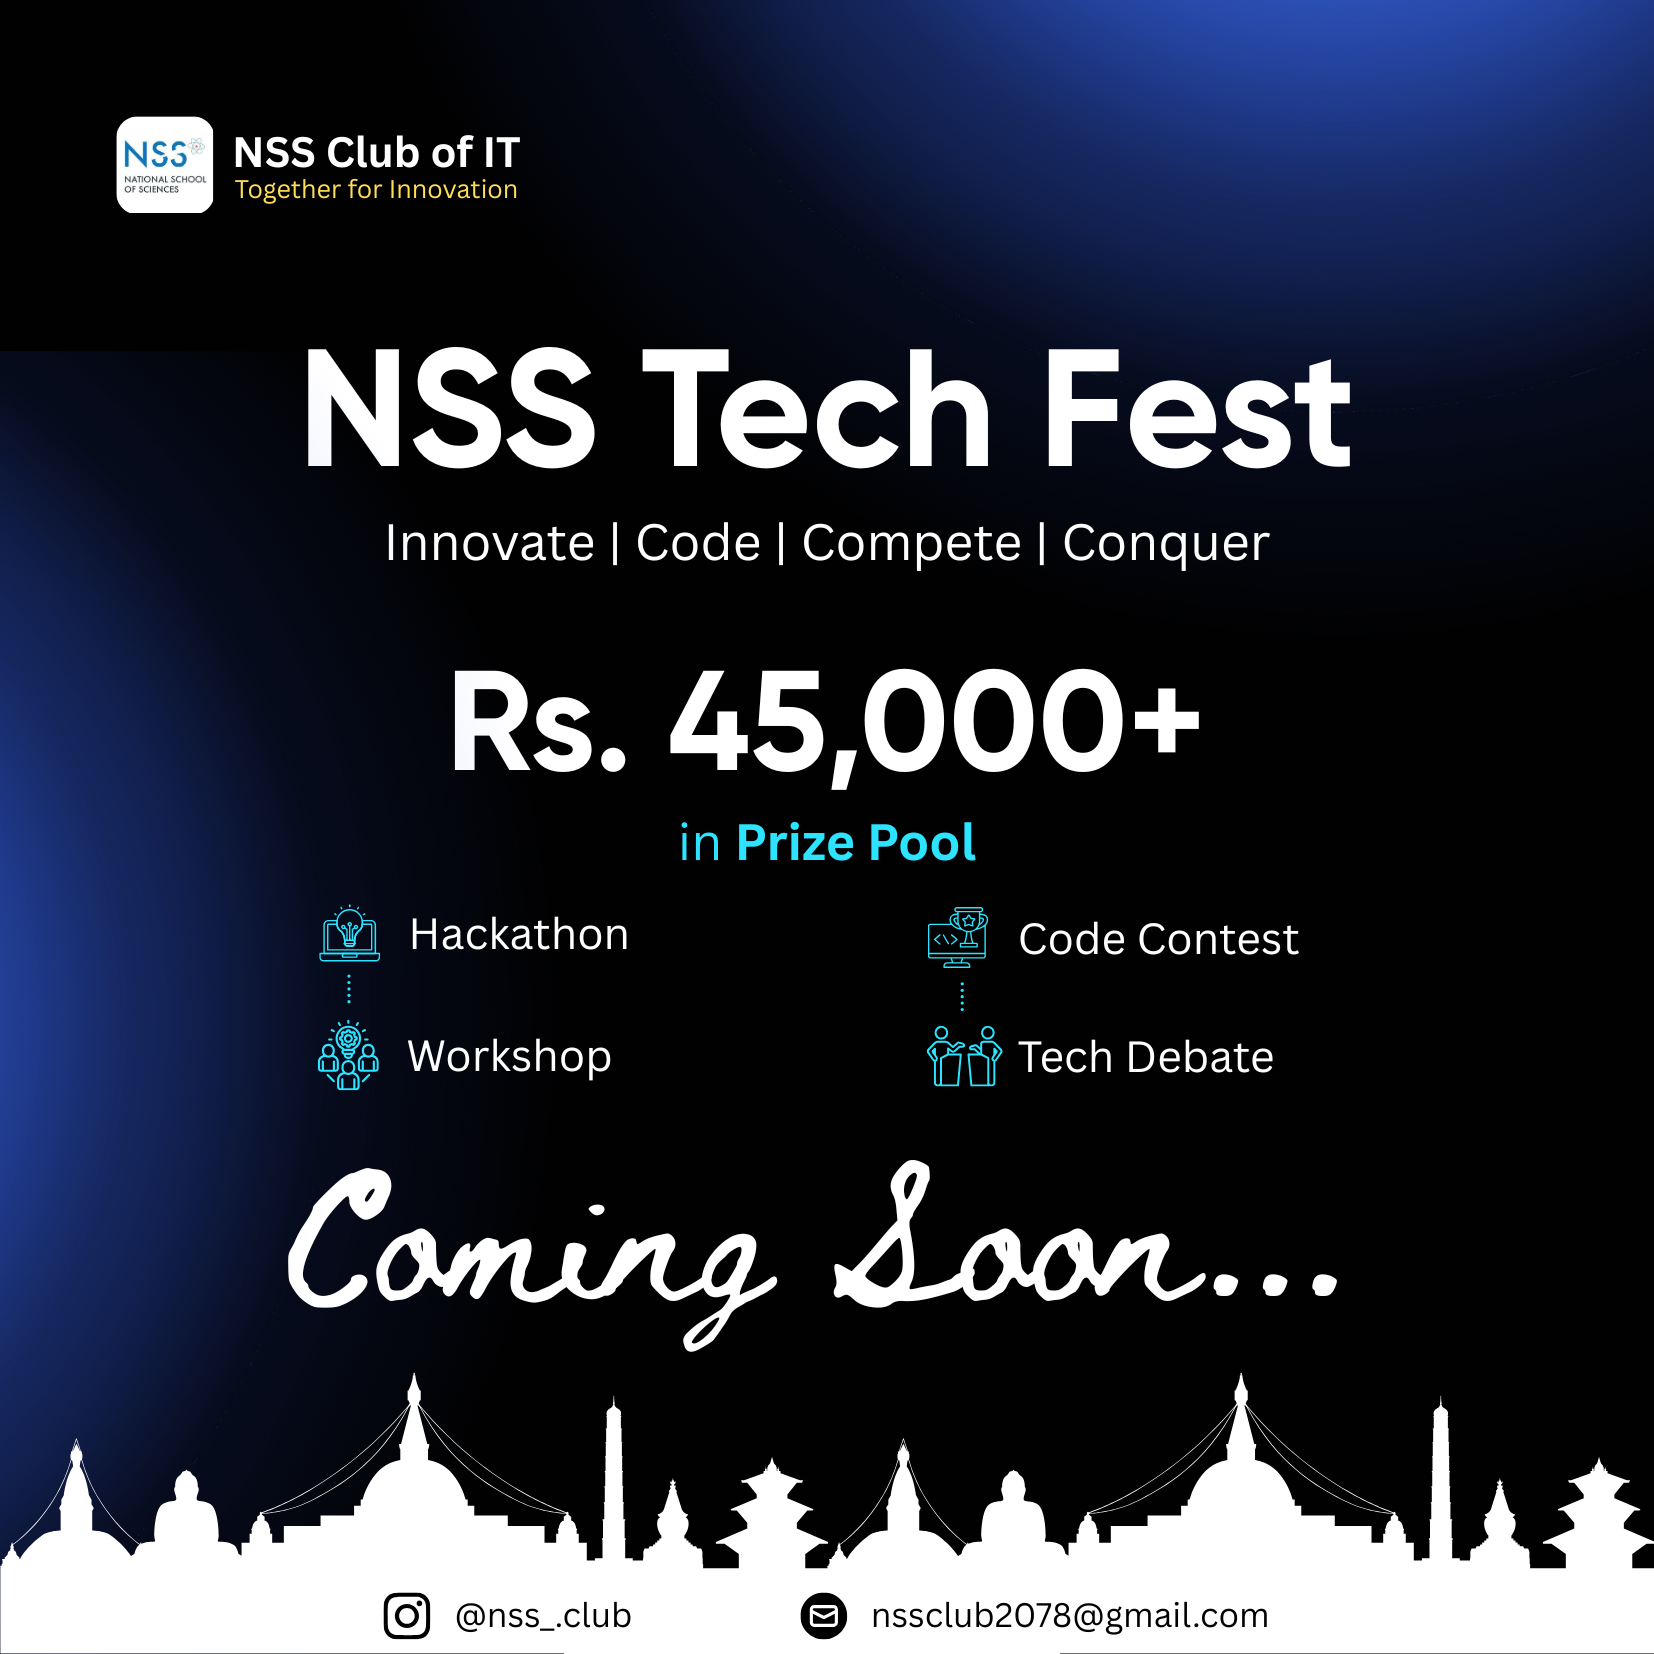 NSS
NATIONAL SCHOOL
OF SCIENCES
NSS Club of IT
Together for Innovation
NSS Tech Fest
Innovate | Code | Compete | Conquer
Rs. 45,000+
in Prize Pool
Hackathon
Code Contest
Workshop
Tech Debate
Coming Soon...
@nss_.club
nssclub2078@gmail.com